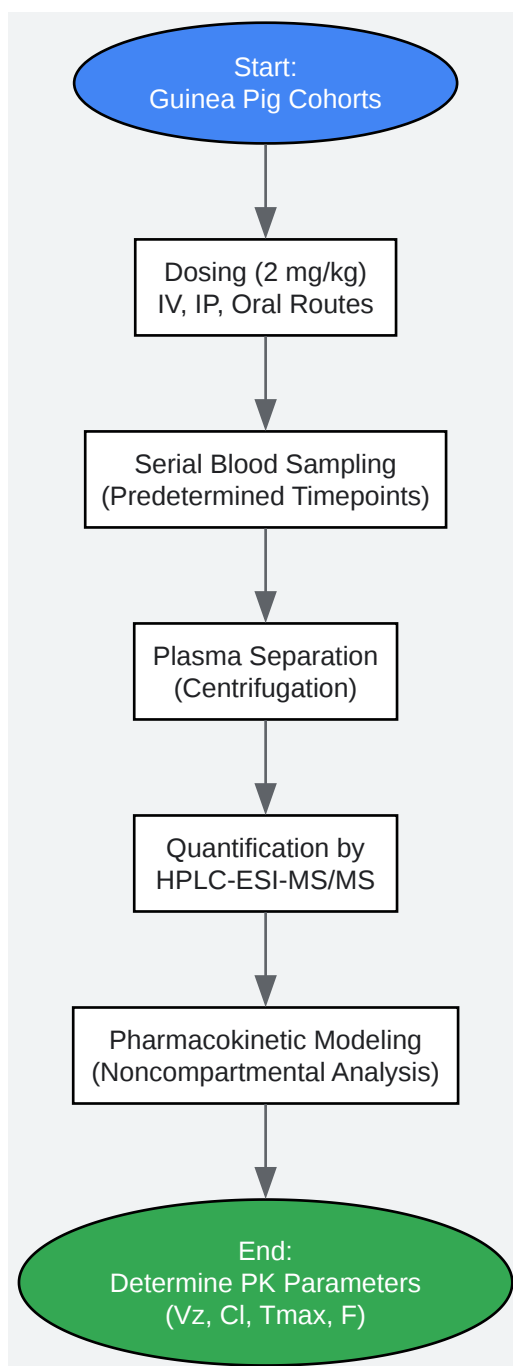 Start:
Guinea Pig Cohorts
Dosing (2 mg/kg)
IV, IP, Oral Routes
Serial Blood Sampling
(Predetermined Timepoints)
Plasma Separation
(Centrifugation)
Quantification by
HPLC-ESI-MS/MS
Pharmacokinetic Modeling
(Noncompartmental Analysis)
End:
Determine PK Parameters
(Vz, Cl, Tmax, F)